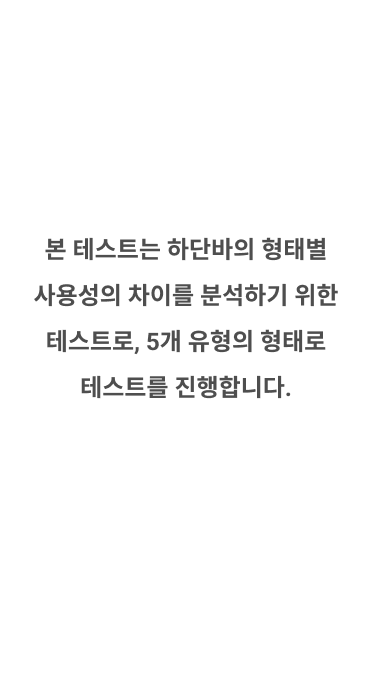 본 테스트는 하단바의 형태별
사용성의 차이를 분석하기 위한
테스트로, 5개 유형의 형태로
테스트를 진행합니다.